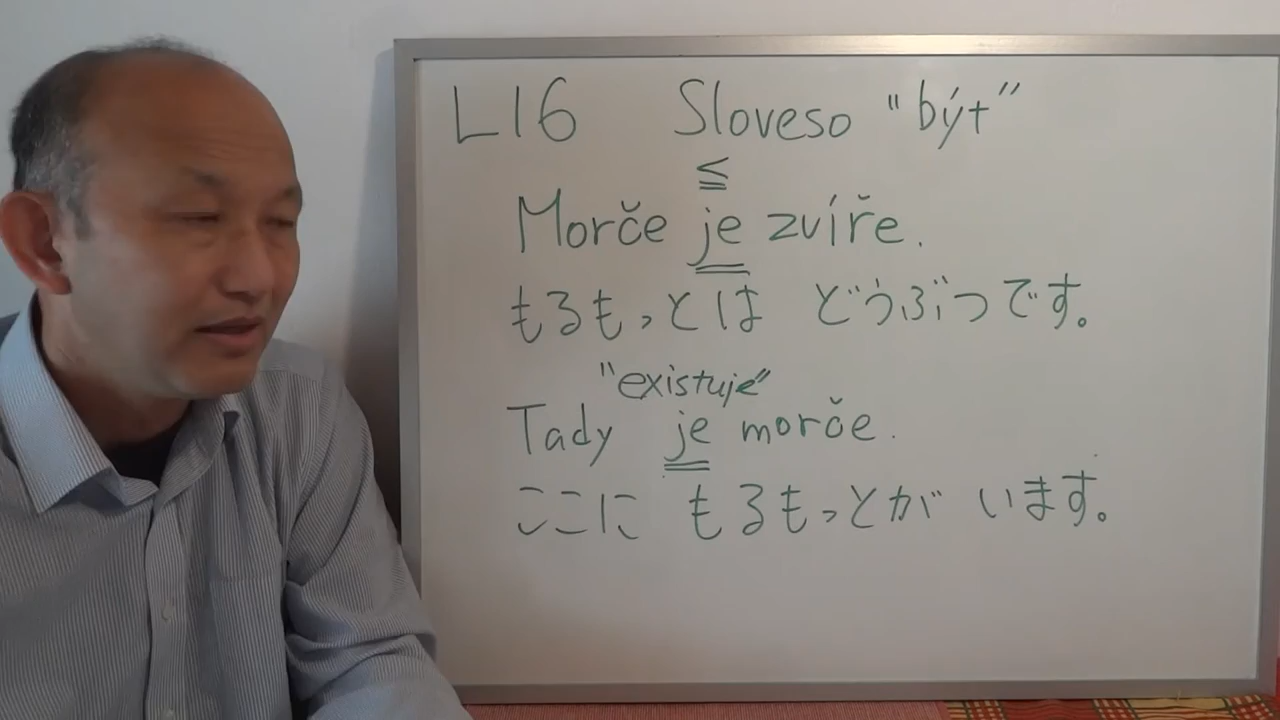 L16 Sloveso "být"
≦
Morče je zvíře.
もるもっとは どうぶつです。
"existuje"
Tady je morče.
ここに もるもっとが います。